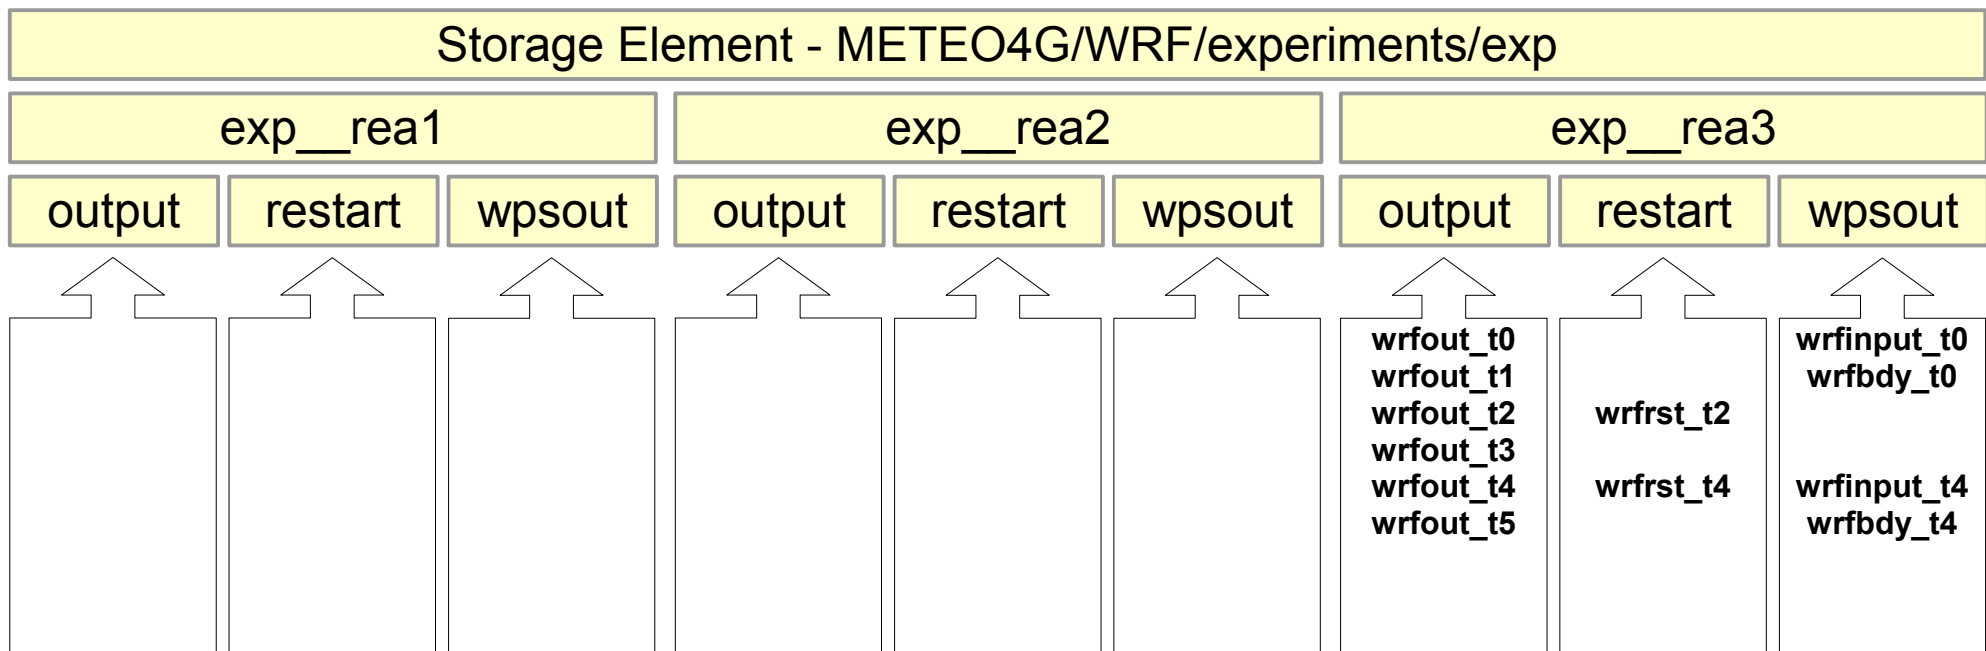 Storage Element - METEO4G/WRF/experiments/exp
exp__rea1 exp__rea2 exp__rea3
output restart wpsout output restart wpsout output restart wpsout
wrfout_t0 wrfinput_t0
wrfout_t1 wrfbdy_t0
wrfout_t2 wrfrst_t2
wrfout_t3
wrfout_t4 wrfrst_t4 wrfinput_t4
wrfout_t5 wrfbdy_t4